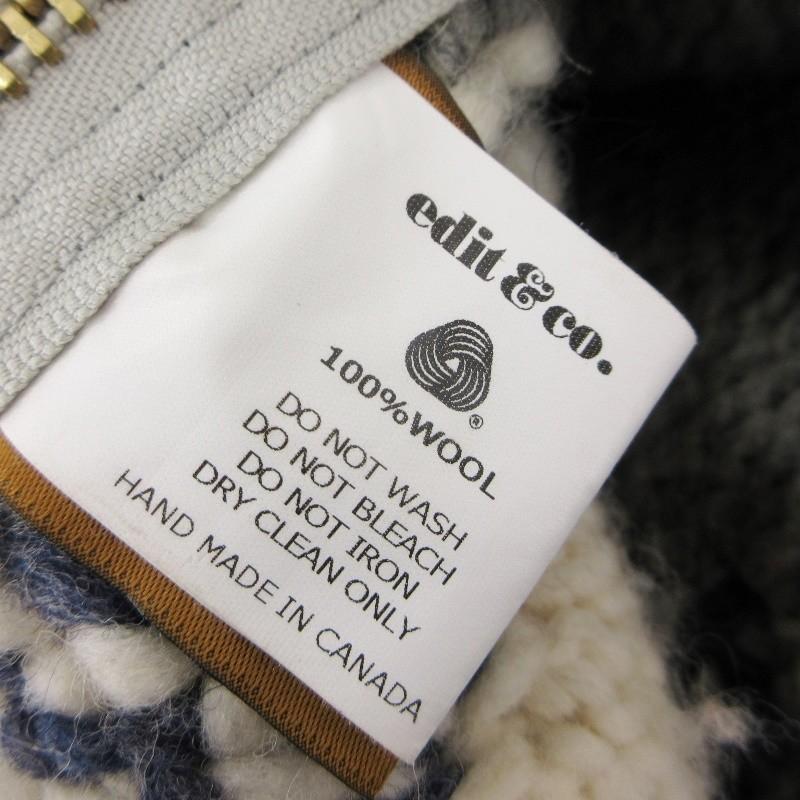 edit & co.
®
100% WOOL
DO NOT WASH
DO NOT BLEACH
DO NOT IRON
DRY CLEAN ONLY
HAND MADE IN CANADA